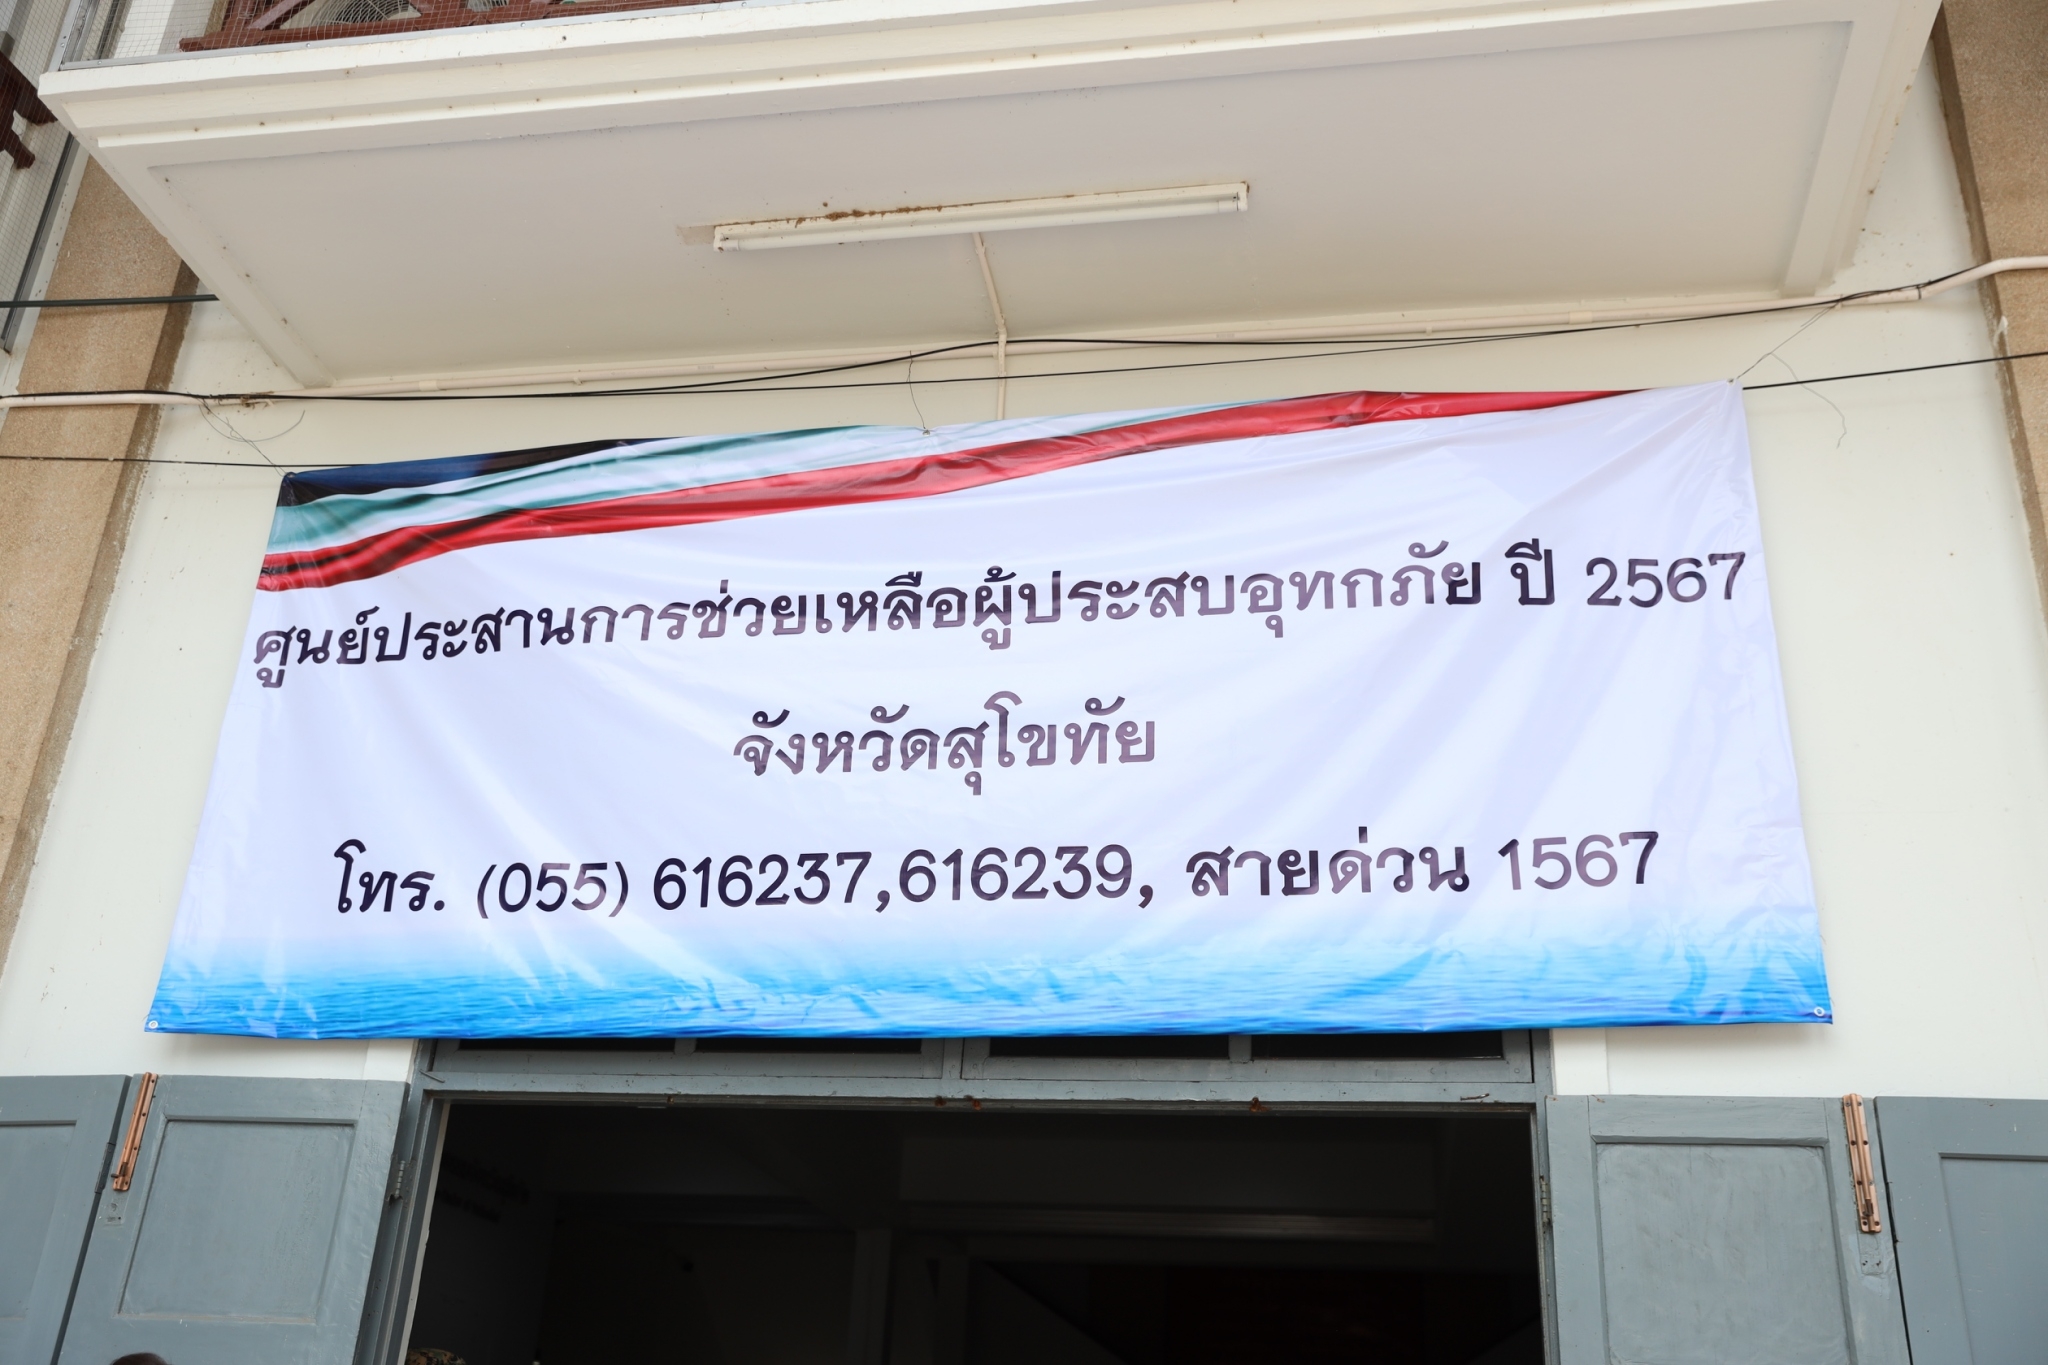 ศูนย์ประสานการช่วยเหลือผู้ประสบอุทกภัย ปี 2567
จังหวัดสุโขทัย
โทร. (055) 616237,616239, สายด่วน 1567